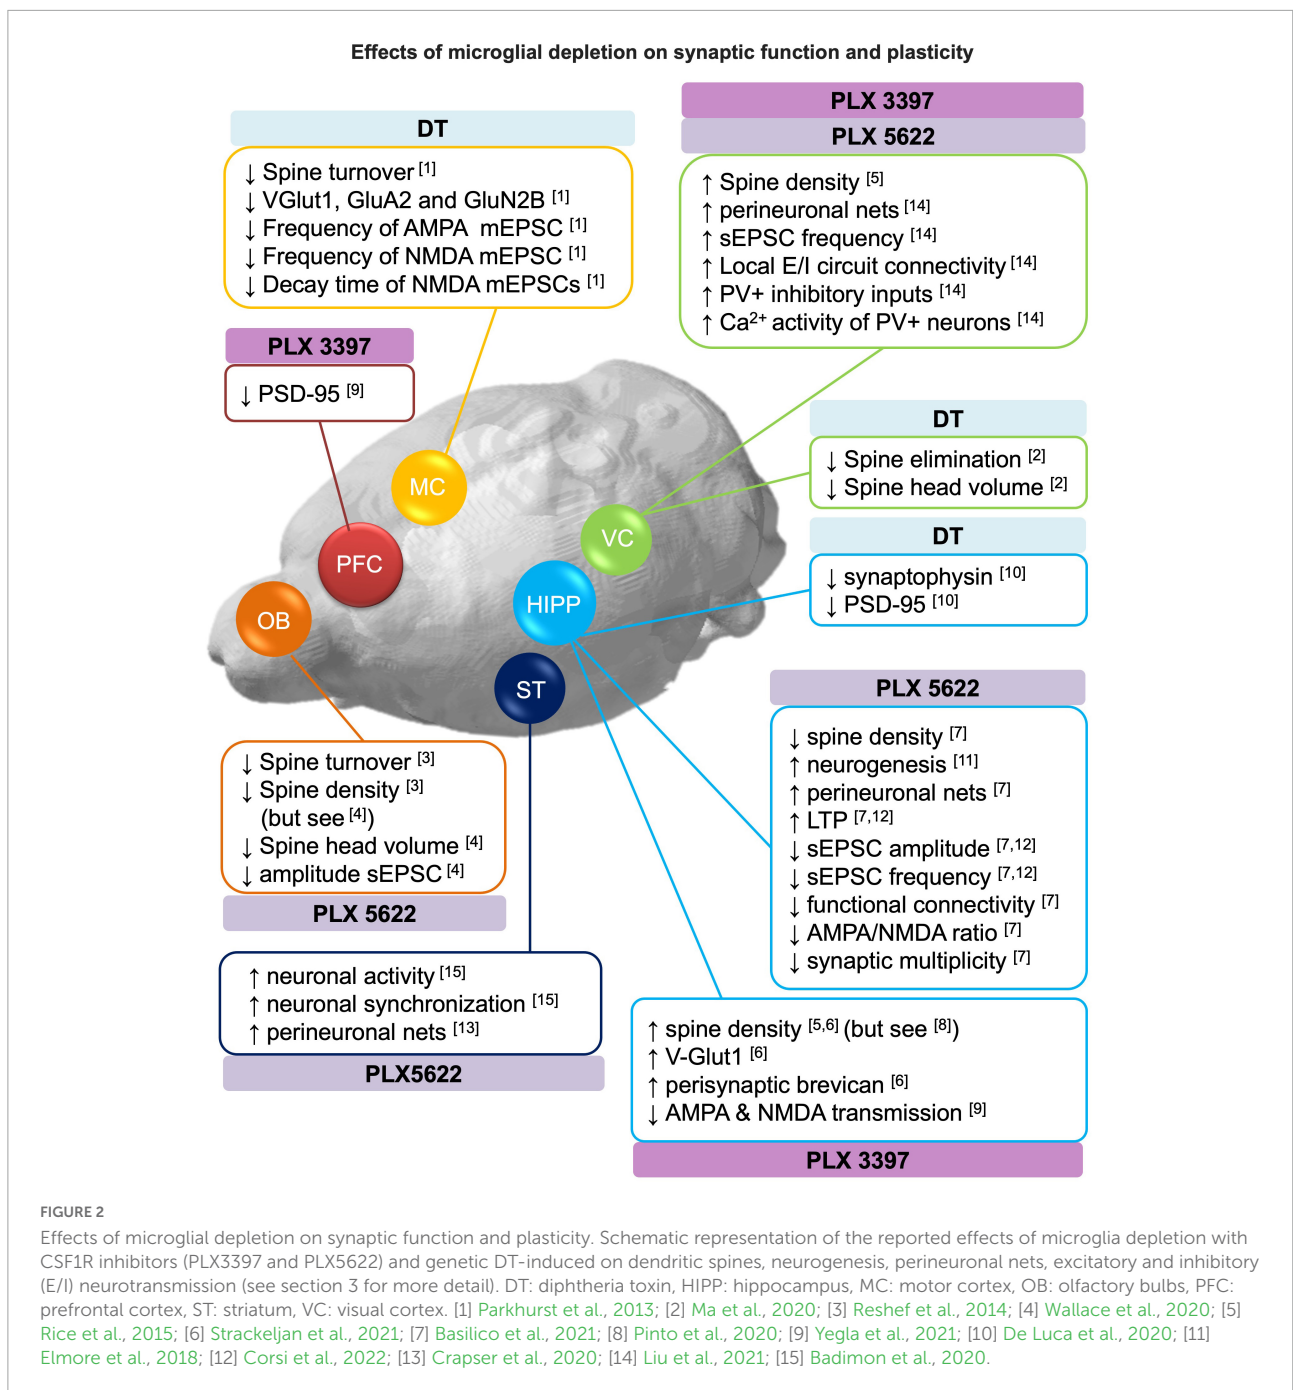 Effects of microglial depletion on synaptic function and plasticity
DT
↓ Spine turnover [1]
↓ VGlut1, GluA2 and GluN2B [1]
↓ Frequency of AMPA mEPSC [1]
↓ Frequency of NMDA mEPSC [1]
↓ Decay time of NMDA mEPSCs [1]
PLX 3397
PLX 5622
↑ Spine density [5]
↑ perineuronal nets [14]
↑ sEPSC frequency [14]
↑ Local E/I circuit connectivity [14]
↑ PV+ inhibitory inputs [14]
↑ Ca2+ activity of PV+ neurons [14]
PLX 3397
↓ PSD-95 [9]
DT
↓ Spine elimination [2]
↓ Spine head volume [2]
DT
↓ synaptophysin [10]
↓ PSD-95 [10]
MC
VC
PFC
HIPP
OB
ST
PLX 5622
↓ spine density [7]
↑ neurogenesis [11]
↑ perineuronal nets [7]
↑ LTP [7,12]
↓ sEPSC amplitude [7,12]
↓ sEPSC frequency [7,12]
↓ functional connectivity [7]
↓ AMPA/NMDA ratio [7]
↓ synaptic multiplicity [7]
↓ Spine turnover [3]
↓ Spine density [3]
(but see [4])
↓ Spine head volume [4]
↓ amplitude sEPSC [4]
PLX 5622
↑ neuronal activity [15]
↑ neuronal synchronization [15]
↑ perineuronal nets [13]
PLX5622
↑ spine density [5,6] (but see [8])
↑ V-Glut1 [6]
↑ perisynaptic brevican [6]
↓ AMPA & NMDA transmission [9]
PLX 3397
FIGURE 2
Effects of microglial depletion on synaptic function and plasticity. Schematic representation of the reported effects of microglia depletion with
CSF1R inhibitors (PLX3397 and PLX5622) and genetic DT-induced on dendritic spines, neurogenesis, perineuronal nets, excitatory and inhibitory
(E/I) neurotransmission (see section 3 for more detail). DT: diphtheria toxin, HIPP: hippocampus, MC: motor cortex, OB: olfactory bulbs, PFC:
prefrontal cortex, ST: striatum, VC: visual cortex. [1] Parkhurst et al., 2013; [2] Ma et al., 2020; [3] Reshef et al., 2014; [4] Wallace et al., 2020; [5]
Rice et al., 2015; [6] Strackeljan et al., 2021; [7] Basilico et al., 2021; [8] Pinto et al., 2020; [9] Yegla et al., 2021; [10] De Luca et al., 2020; [11]
Elmore et al., 2018; [12] Corsi et al., 2022; [13] Crapser et al., 2020; [14] Liu et al., 2021; [15] Badimon et al., 2020.